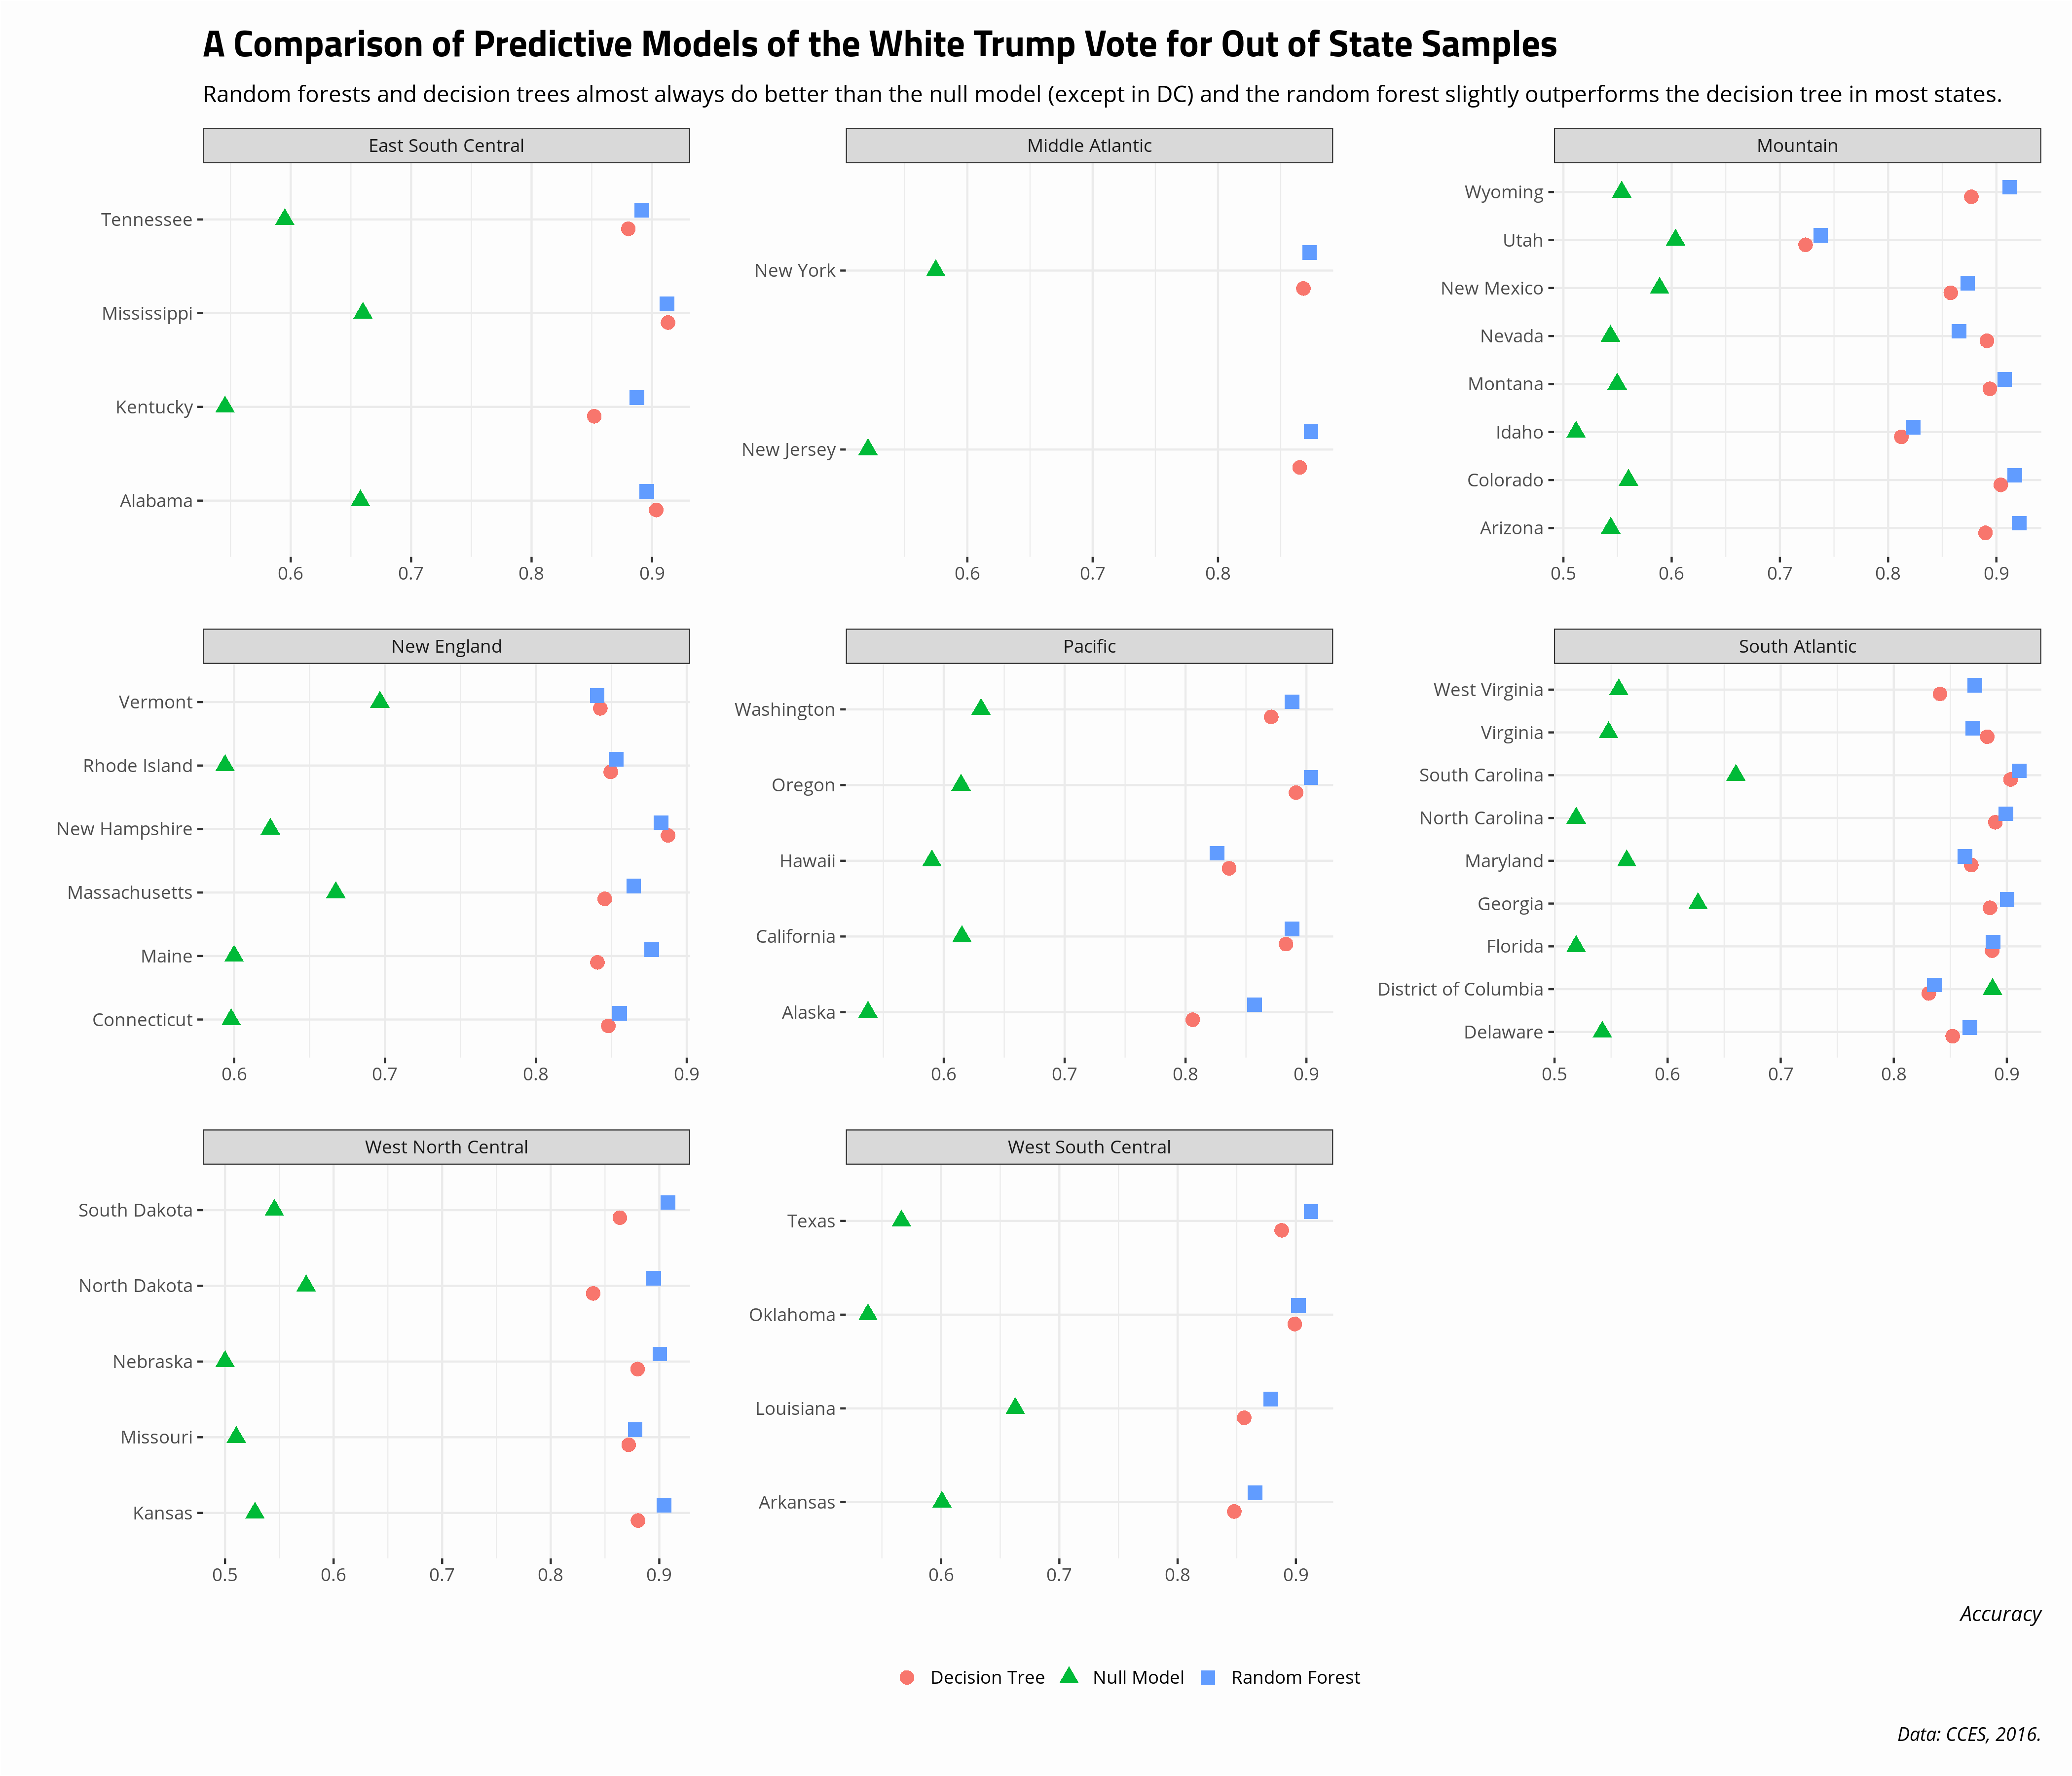 A Comparison of Predictive Models of the White Trump Vote for Out of State Samples
Random forests and decision trees almost always do better than the null model (except in DC) and the random forest slightly outperforms the decision tree in most states.
East South Central
Tennessee
Mississippi
Kentucky
Alabama
0.6 0.7 0.8 0.9
Middle Atlantic
New York
New Jersey
0.6 0.7 0.8
Mountain
Wyoming
Utah
New Mexico
Nevada
Montana
Idaho
Colorado
Arizona
0.5 0.6 0.7 0.8 0.9
New England
Vermont
Rhode Island
New Hampshire
Massachusetts
Maine
Connecticut
0.6 0.7 0.8 0.9
Pacific
Washington
Oregon
Hawaii
California
Alaska
0.6 0.7 0.8 0.9
South Atlantic
West Virginia
Virginia
South Carolina
North Carolina
Maryland
Georgia
Florida
District of Columbia
Delaware
0.5 0.6 0.7 0.8 0.9
West North Central
South Dakota
North Dakota
Nebraska
Missouri
Kansas
0.5 0.6 0.7 0.8 0.9
West South Central
Texas
Oklahoma
Louisiana
Arkansas
0.6 0.7 0.8 0.9
Accuracy
Decision Tree Null Model Random Forest
Data: CCES, 2016.